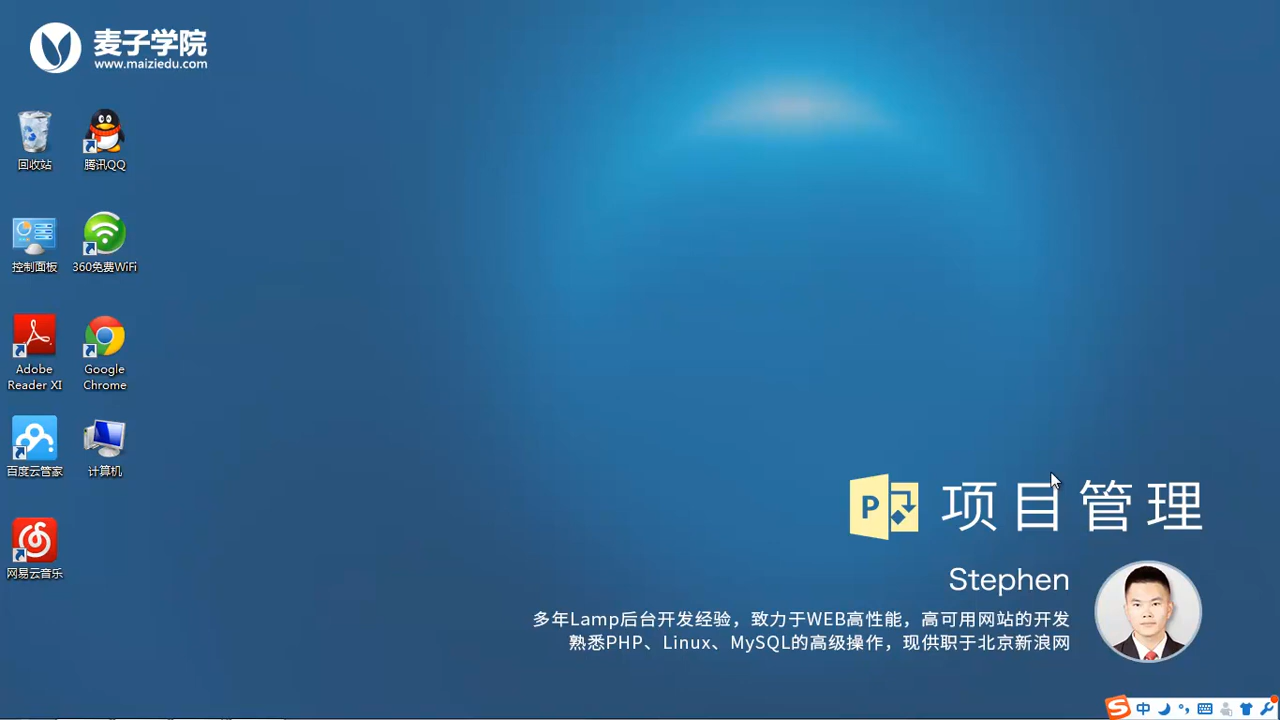 麦子学院
www.maiziedu.com
回收站
腾讯QQ
控制面板
360免费WiFi
Adobe
Reader XI
Google
Chrome
百度云管家
计算机
网易云音乐
P
项目管理
Stephen
多年Lamp后台开发经验，致力于WEB高性能，高可用网站的开发
熟悉PHP、Linux、MySQL的高级操作，现供职于北京新浪网
S 中